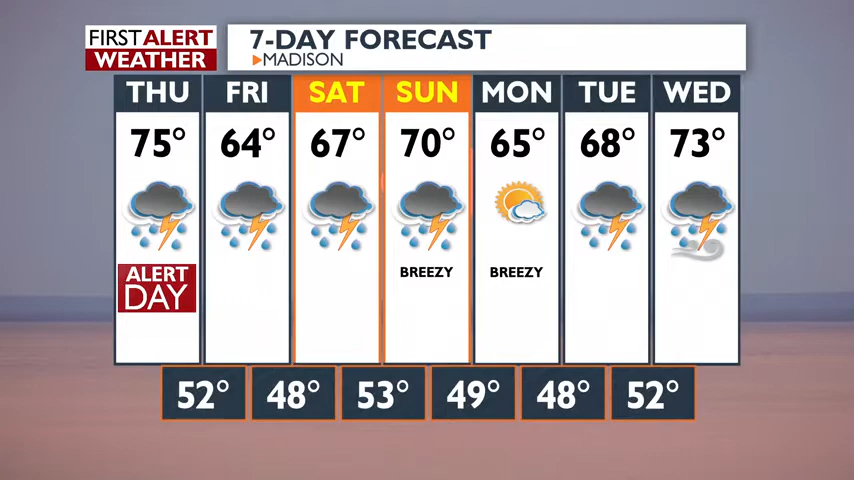 FIRST ALERT
WEATHER
7-DAY FORECAST
MADISON
THU FRI SAT SUN MON TUE WED
75° 64° 67° 70° 65° 68° 73°
BREEZY BREEZY
ALERT
DAY
52° 48° 53° 49° 48° 52°